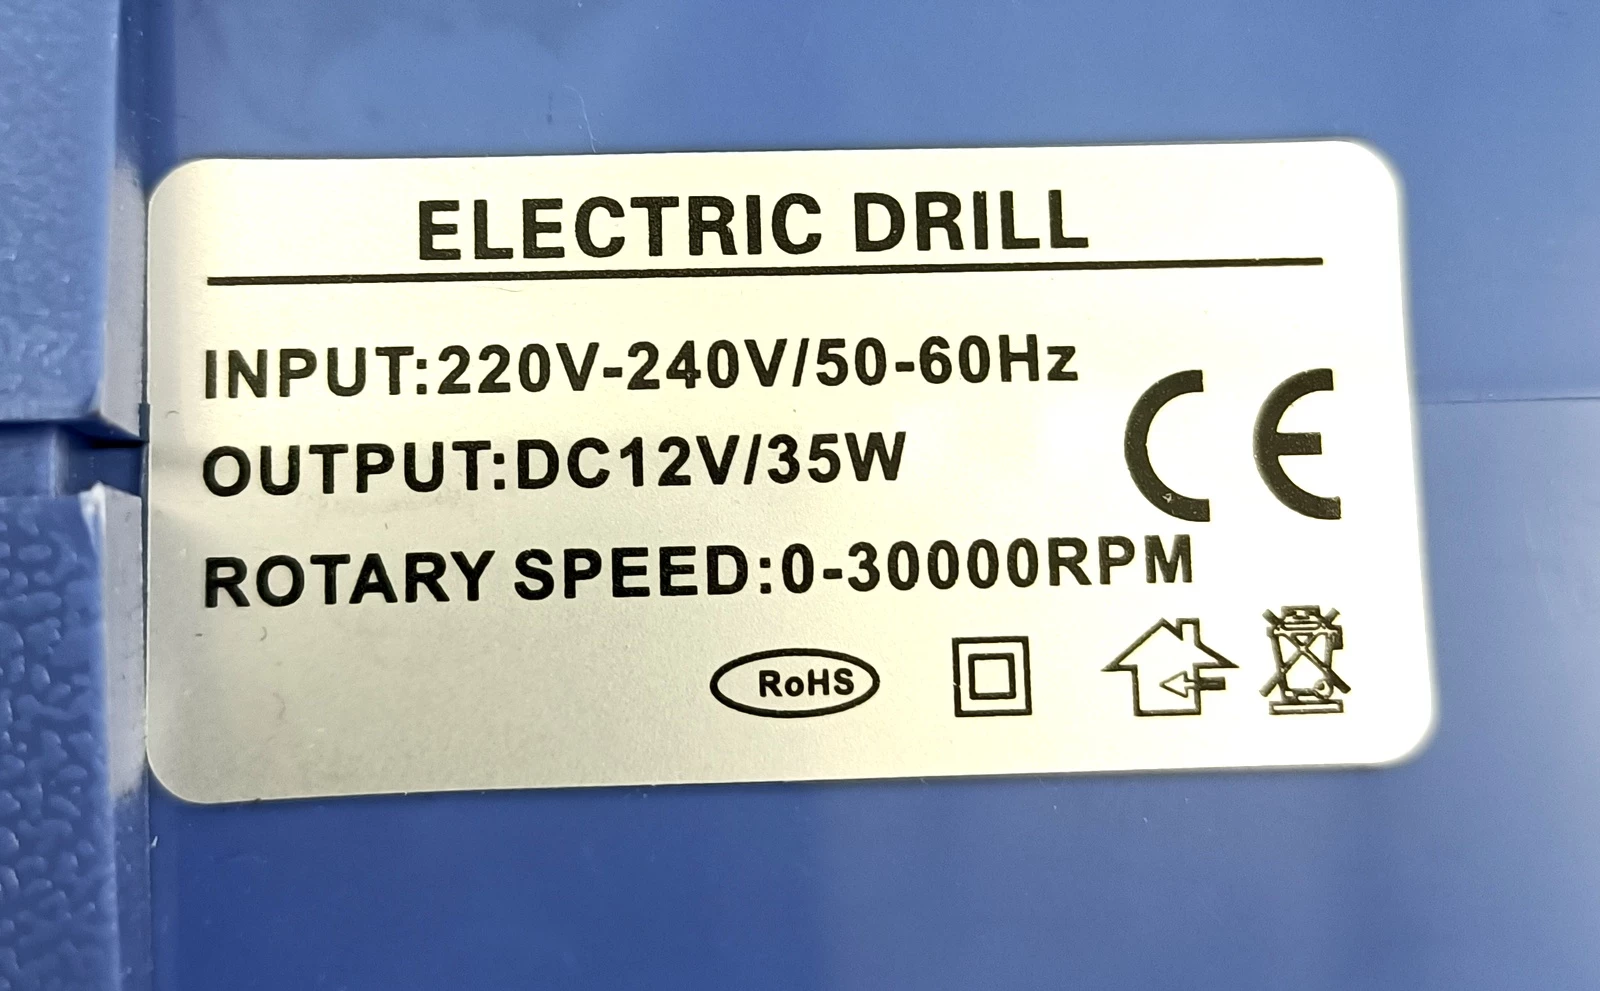 ELECTRIC DRILL
INPUT:220V-240V/50-60Hz
OUTPUT:DC12V/35W
CE
ROTARY SPEED:0-30000RPM
RoHS